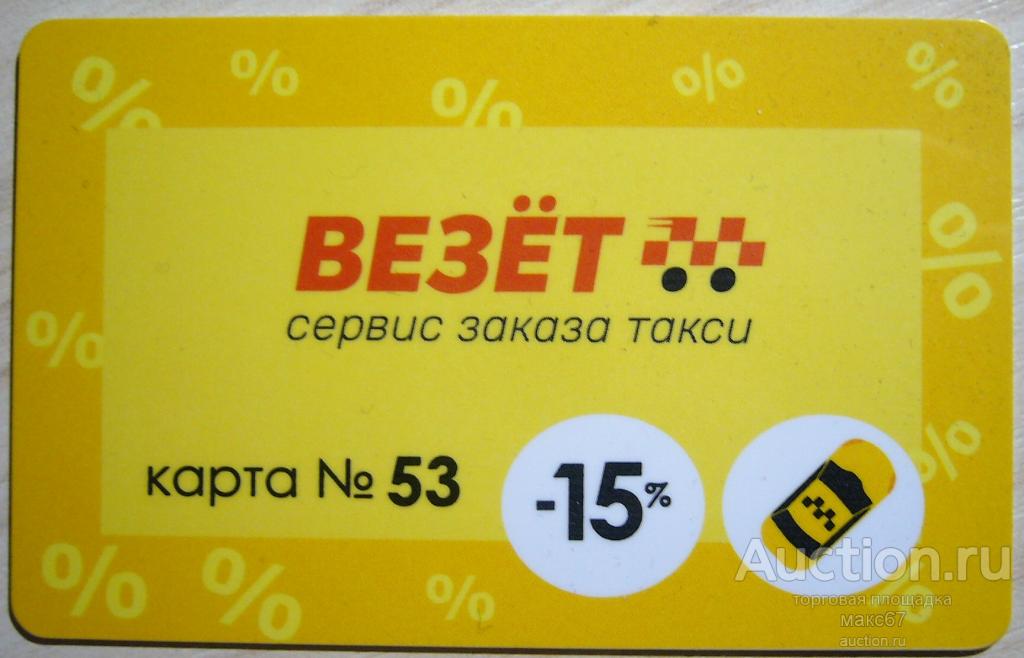 ВЕЗЁТ
сервис заказа такси
карта № 53
-15%
Auction.ru
торговая площадка
макс67
auction.ru